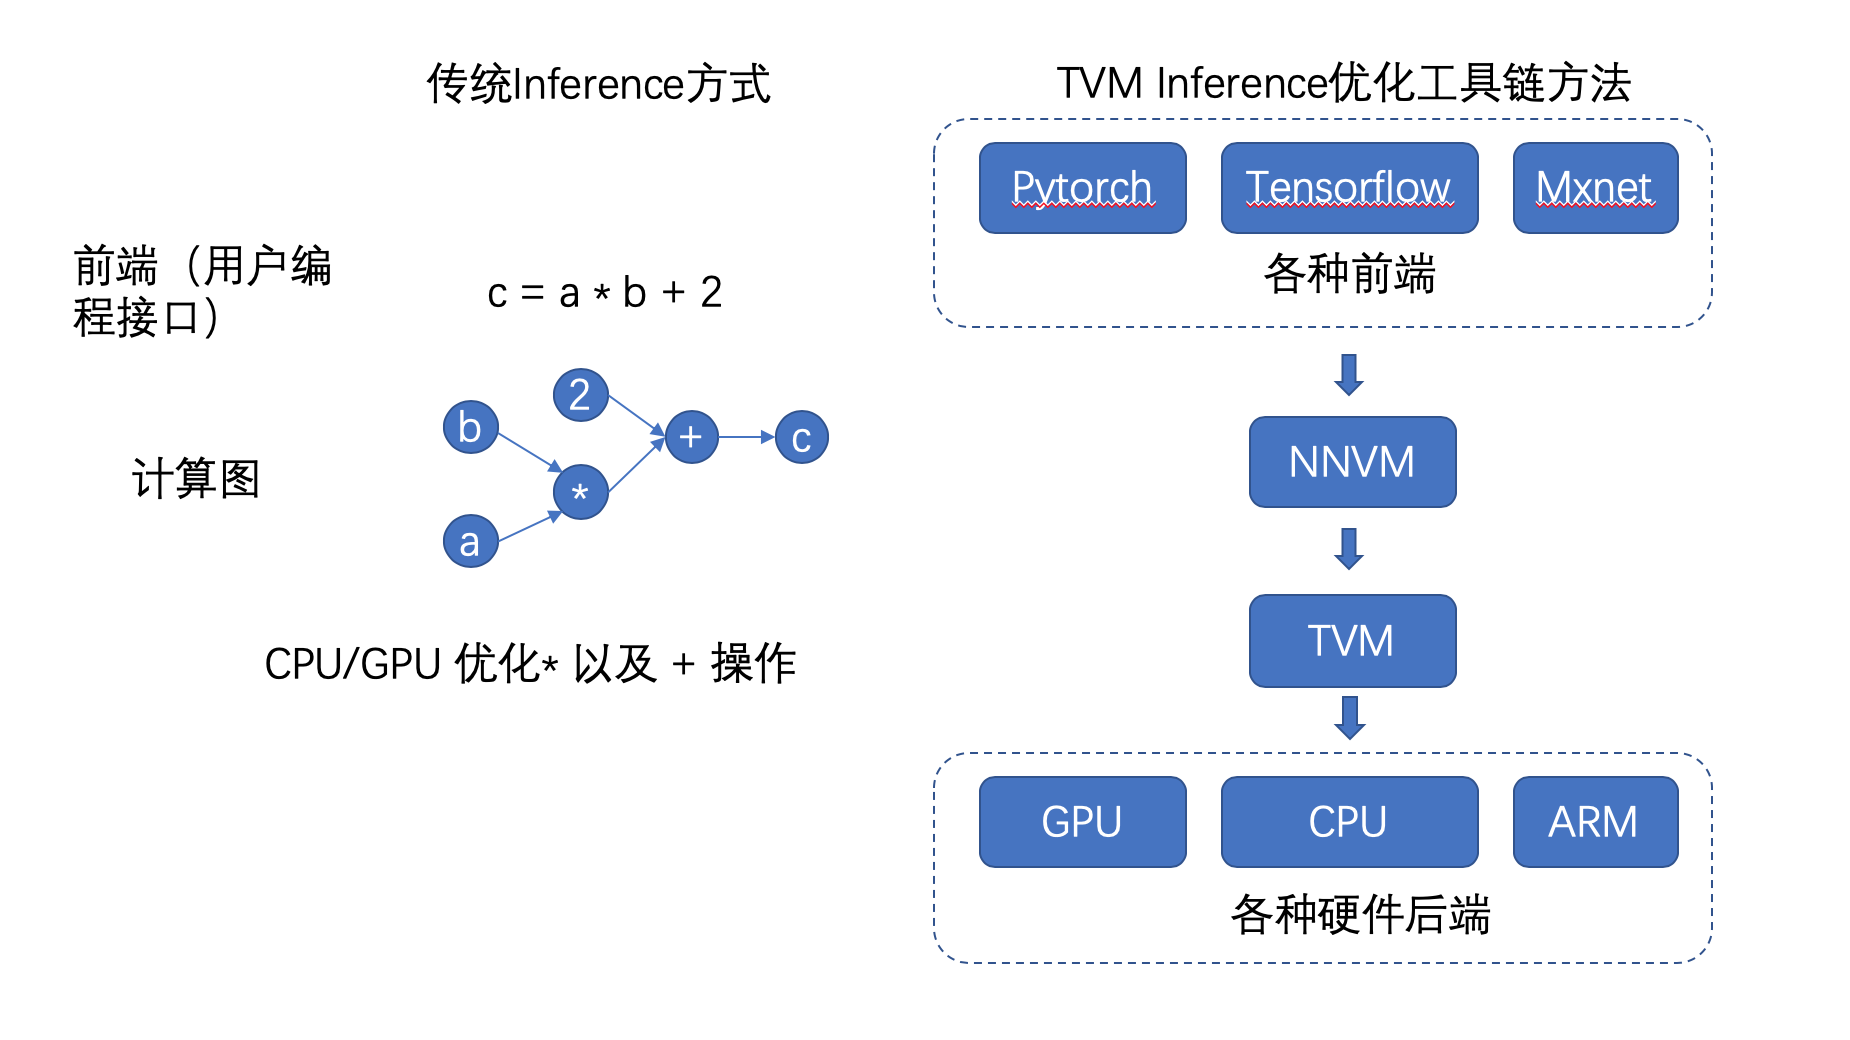 传统Inference方式
前端（用户编
程接口）
c = a * b + 2
计算图
b
2
+
c
*
a
CPU/GPU 优化* 以及 + 操作
TVM Inference优化工具链方法
Pytorch
Tensorflow
Mxnet
各种前端
NNVM
TVM
GPU
CPU
ARM
各种硬件后端